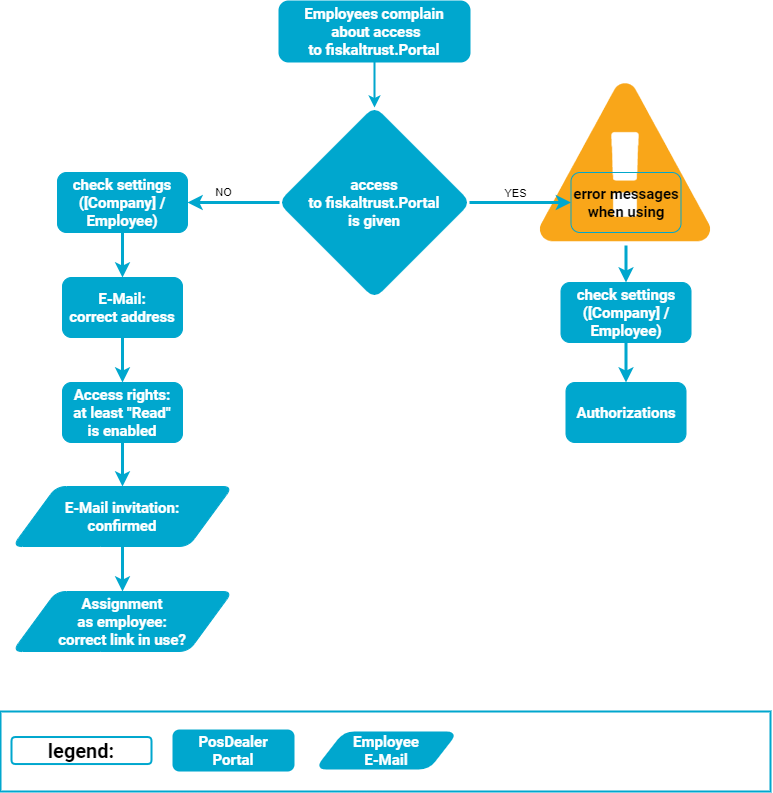 Employees complain
about access
to fiskaltrust.Portal
access
to fiskaltrust.Portal
is given
NO
YES
check settings
([Company] /
Employee)
E-Mail:
correct address
Access rights:
at least "Read"
is enabled
E-Mail invitation:
confirmed
Assignment
as employee:
correct link in use?
error messages
when using
check settings
([Company] /
Employee)
Authorizations
legend:
PosDealer
Portal
Employee
E-Mail